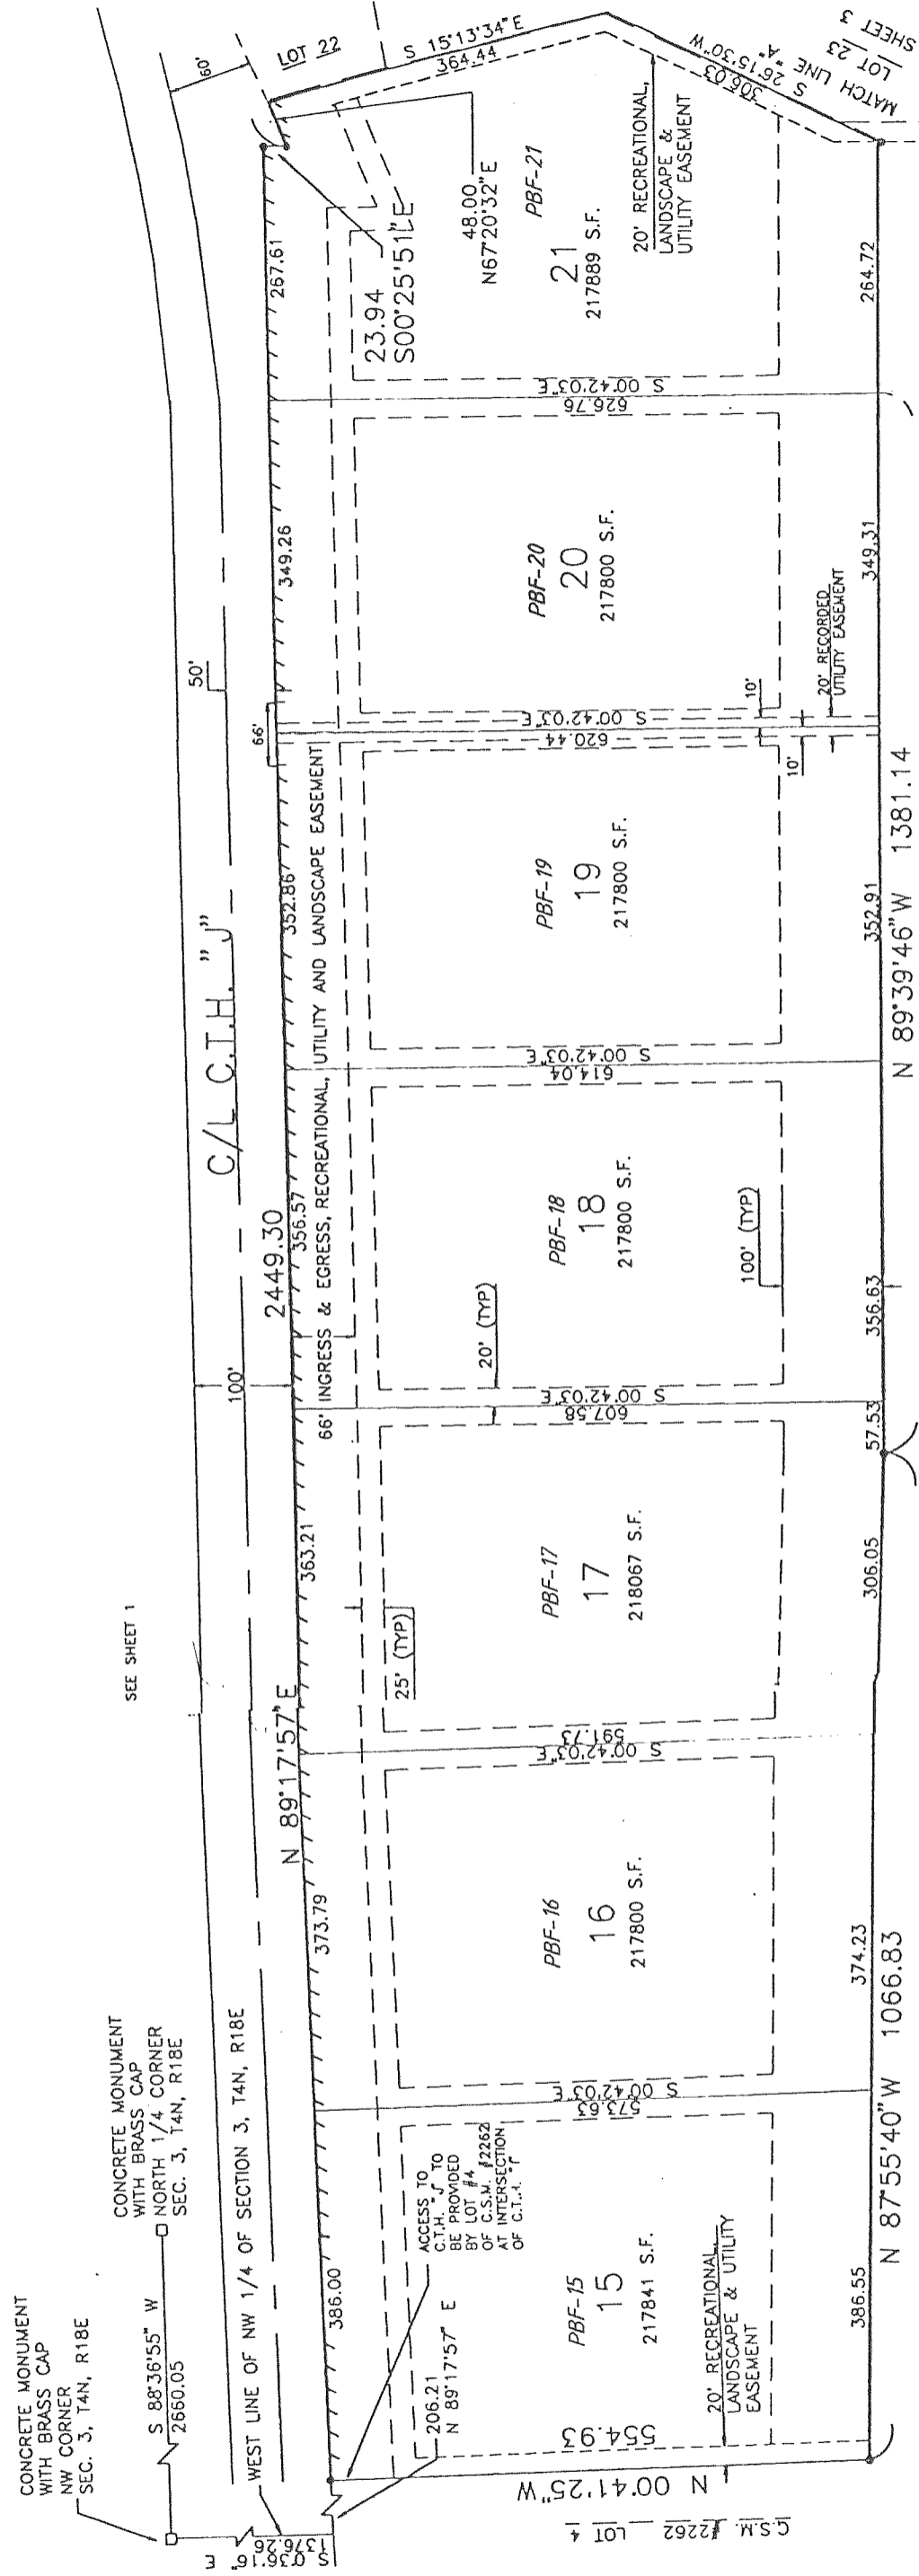 CONCRETE MONUMENT
WITH BRASS CAP
NW CORNER
SEC. 3, T4N, R18E
CONCRETE MONUMENT
WITH BRASS CAP
NORTH 1/4 CORNER
SEC. 3, T4N, R18E
S 88°36'55" W
2660.05
SEE SHEET 1
WEST LINE OF NW 1/4 OF SECTION 3, T4N, R18E
S 0°36'16" E
1376.26
C/L C.T.H. "J"
100'
50'
60'
66'
N 89°17'57" E
2449.30
386.00
373.79
363.21
356.57
352.86
349.26
267.61
66' INGRESS & EGRESS, RECREATIONAL, UTILITY AND LANDSCAPE EASEMENT
ACCESS TO
C.T.H. "J" TO
BE PROVIDED
BY LOT #4
OF C.S.M. #2262
AT INTERSECTION
OF C.T.H.
206.21
N 89°17'57" E
C.S.M. #2262 LOT 4
N 00°41'25" W
554.93
PBF-15
15
217841 S.F.
20' RECREATIONAL,
LANDSCAPE & UTILITY
EASEMENT
S 00°42'03" E
573.63
PBF-16
16
217800 S.F.
S 00°42'03" E
591.73
25' (TYP)
PBF-17
17
218067 S.F.
S 00°42'03" E
607.58
20' (TYP)
PBF-18
18
217800 S.F.
100' (TYP)
S 00°42'03" E
614.04
PBF-19
19
217800 S.F.
S 00°42'03" E
620.44
10'
10'
20' RECORDED
UTILITY EASEMENT
PBF-20
20
217800 S.F.
S 00°42'03" E
626.76
23.94
S00°25'51"E
48.00
N67°20'32"E
PBF-21
21
217889 S.F.
20' RECREATIONAL,
LANDSCAPE &
UTILITY EASEMENT
LOT 22
S 15°13'34" E
364.44
S 26°15'30" W
306.03
MATCH LINE "A"
LOT 23
SHEET 3
386.55
374.23
306.05
57.53
356.63
352.91
349.31
264.72
N 87°55'40" W 1066.83
N 89°39'46" W 1381.14